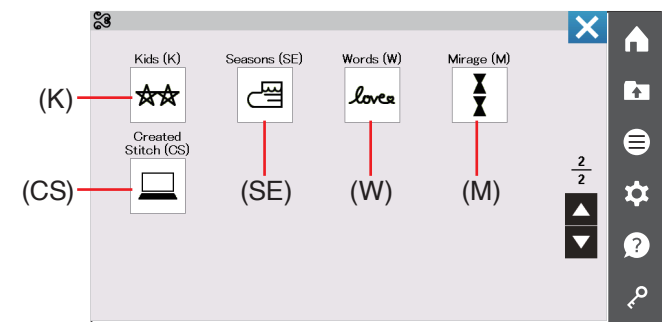 Kids (K)
Seasons (SE)
Words (W)
Mirage (M)
(K)
love
Created
Stitch (CS)
(CS)
(SE)
(W)
(M)
2
2
?